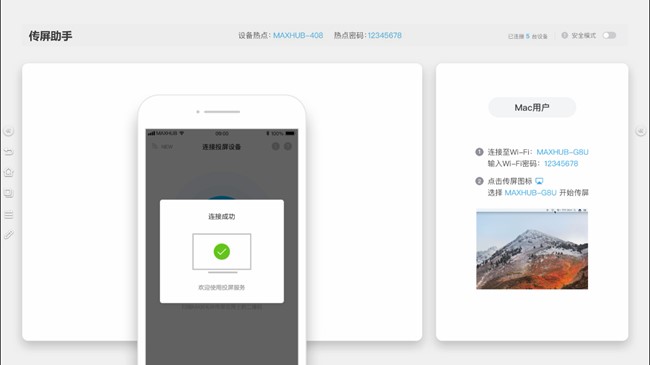 传屏助手
设备热点：MAXHUB-408 热点密码：12345678
已连接 5 台设备
安全模式
MAXHUB
09:00
100%
NEW
连接投屏设备
连接成功
欢迎使用投屏服务
Mac用户
1 连接至Wi-Fi：MAXHUB-G8U
输入Wi-Fi密码：12345678
2 点击传屏图标
选择 MAXHUB-G8U 开始传屏